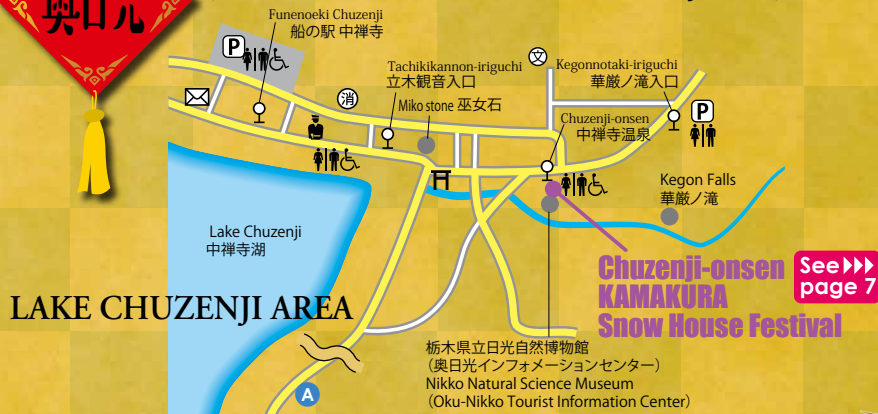 奥日光
Funenoeki Chuzenji
船の駅 中禅寺
P
Tachikikannon-iriguchi
立木観音入口
文
Kegonnotaki-iriguchi
華厳ノ滝入口
消
Miko stone 巫女石
P
Chuzenji-onsen
中禅寺温泉
Kegon Falls
華厳ノ滝
Lake Chuzenji
中禅寺湖
Chuzenji-onsen
KAMAKURA
Snow House Festival
See
page 7
LAKE CHUZENJI AREA
栃木県立日光自然博物館
（奥日光インフォメーションセンター）
Nikko Natural Science Museum
（Oku-Nikko Tourist Information Center）
A